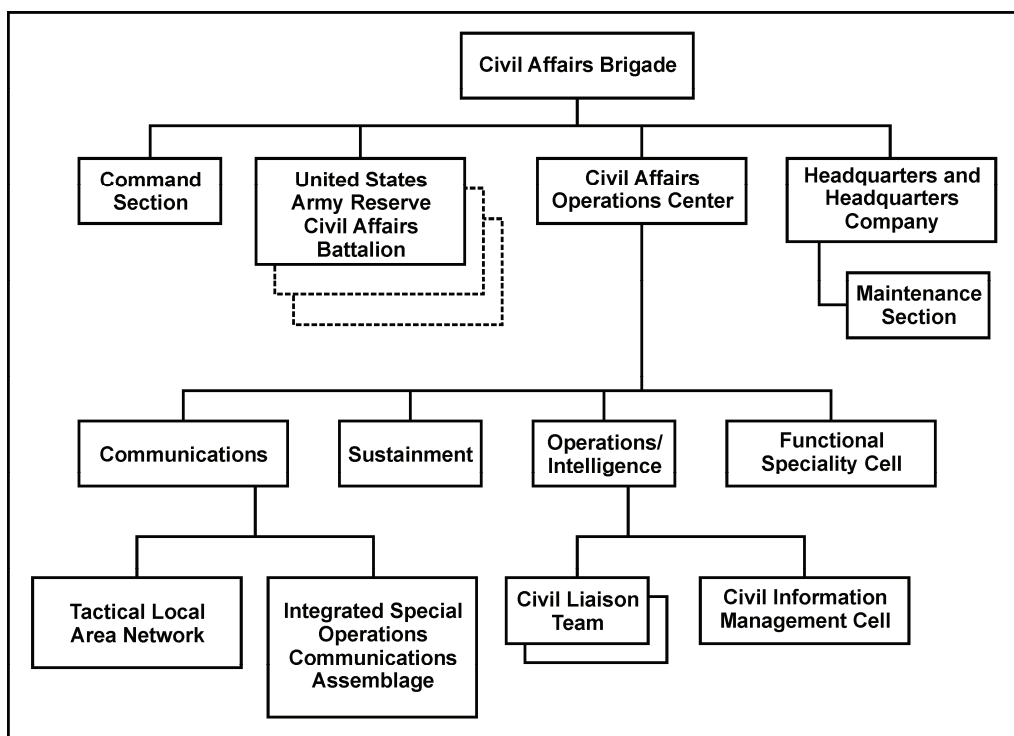 Civil Affairs Brigade
Command
Section
United States
Army Reserve
Civil Affairs
Battalion
Civil Affairs
Operations Center
Headquarters and
Headquarters
Company
Maintenance
Section
Communications
Sustainment
Operations/
Intelligence
Functional
Speciality Cell
Tactical Local
Area Network
Integrated Special
Operations
Communications
Assemblage
Civil Liaison
Team
Civil Information
Management Cell